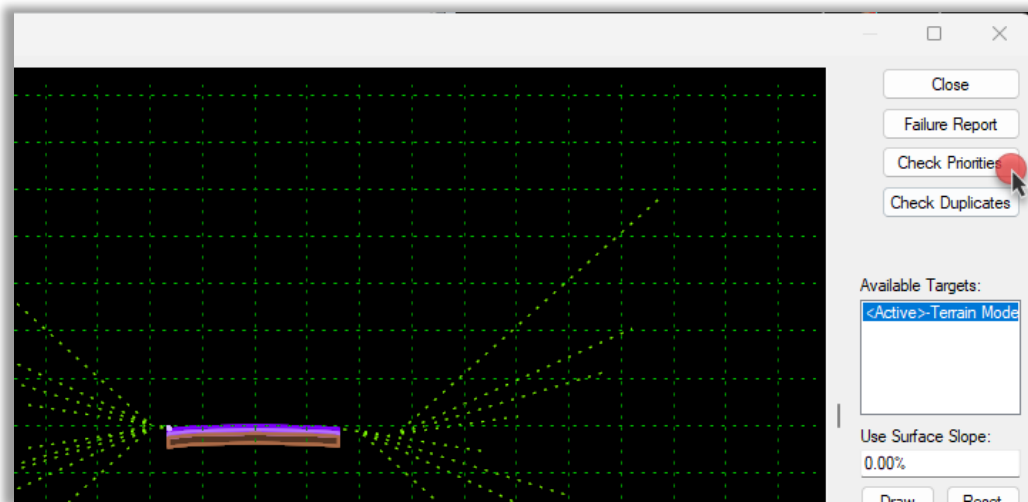 Close
Failure Report
Check Priorities
Check Duplicates
Available Targets:
<Active>-Terrain Mode
Use Surface Slope:
0.00%
Draw
Reset